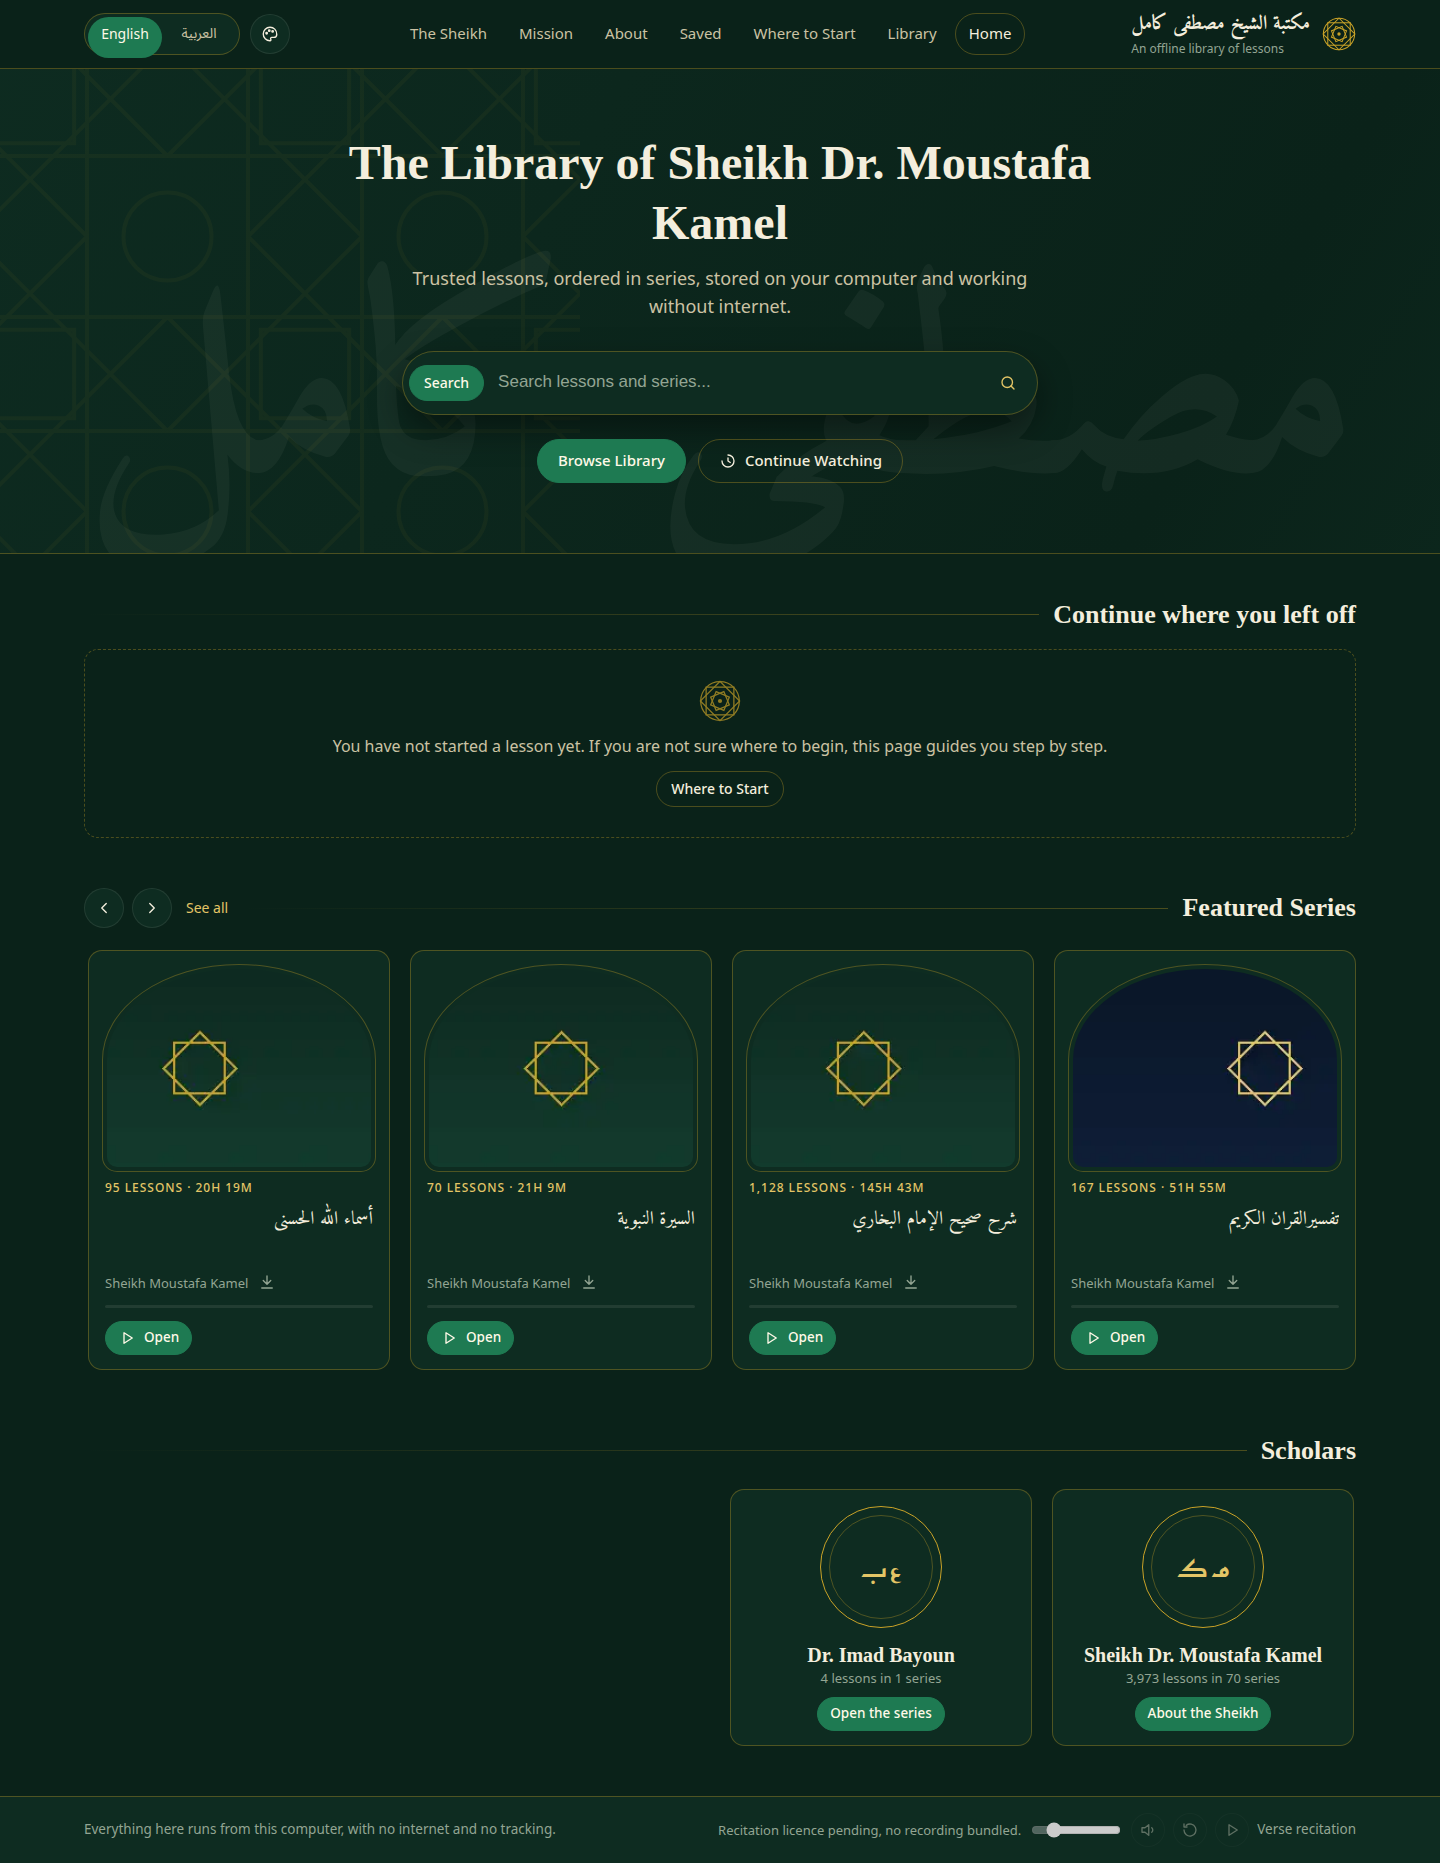 English
العربية
The Sheikh
Mission
About
Saved
Where to Start
Library
Home
مكتبة الشيخ مصطفى كامل
An offline library of lessons
مصطفى كامل
The Library of Sheikh Dr. Moustafa
Kamel
Trusted lessons, ordered in series, stored on your computer and working
without internet.
Search
Search lessons and series...
Browse Library
Continue Watching
Continue where you left off
You have not started a lesson yet. If you are not sure where to begin, this page guides you step by step.
Where to Start
See all
Featured Series
95 LESSONS · 20H 19M
أسماء الله الحسنى
Sheikh Moustafa Kamel
Open
70 LESSONS · 21H 9M
السيرة النبوية
Sheikh Moustafa Kamel
Open
1,128 LESSONS · 145H 43M
شرح صحيح الإمام البخاري
Sheikh Moustafa Kamel
Open
167 LESSONS · 51H 55M
تفسيرالقران الكريم
Sheikh Moustafa Kamel
Open
Scholars
عب
Dr. Imad Bayoun
4 lessons in 1 series
Open the series
مك
Sheikh Dr. Moustafa Kamel
3,973 lessons in 70 series
About the Sheikh
Everything here runs from this computer, with no internet and no tracking.
Recitation licence pending, no recording bundled.
Verse recitation